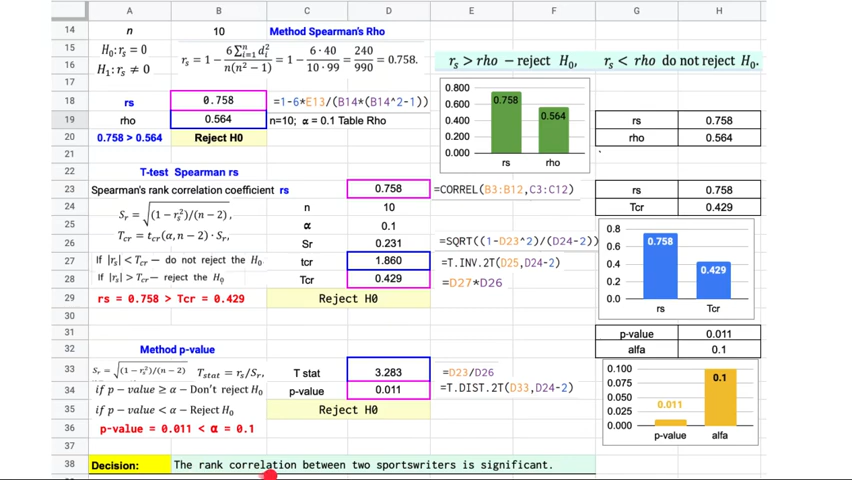 A B C D E F G H
14 n 10 Method Spearman's Rho
15 H₀: rₛ = 0 rₛ = 1 − 6∑ⁿᵢ₌₁ dᵢ² / n(n² − 1) = 1 − 6 · 40 / 10 · 99 = 240 / 990 = 0.758.
16 H₁: rₛ ≠ 0 rₛ > rho − reject H₀, rₛ < rho do not reject H₀.
17
18 rs 0.758 =1-6*E13/(B14*(B14^2-1)) rs 0.758
19 rho 0.564 n=10; α = 0.1 Table Rho rho 0.564
20 0.758 > 0.564 Reject H0
0.800
0.600
0.400
0.200
0.000
0.758
0.564
rs rho
21
22 T-test Spearman rs
23 Spearman's rank correlation coefficient rs 0.758 =CORREL(B3:B12,C3:C12) rs 0.758
24 Sᵣ = √(1 − rₛ²)/(n − 2), n 10 Tcr 0.429
25 T꜀ᵣ = t꜀ᵣ(α, n − 2) · Sᵣ, α 0.1
26 Sr 0.231 =SQRT((1-D23^2)/(D24-2))
27 If |rₛ| < T꜀ᵣ − do not reject the H₀ tcr 1.860 =T.INV.2T(D25,D24-2)
28 If |rₛ| > T꜀ᵣ − reject the H₀ Tcr 0.429 =D27*D26
29 rs = 0.758 > Tcr = 0.429 Reject H0
0.8
0.6
0.4
0.2
0.0
0.758
0.429
rs Tcr
30
31 p-value 0.011
32 Method p-value alfa 0.1
33 Sᵣ = √(1 − rₛ²)/(n − 2) Tₛₜₐₜ = rₛ/Sᵣ, T stat 3.283 =D23/D26
34 if p − value ≥ α − Don't reject H₀ p-value 0.011 =T.DIST.2T(D33,D24-2)
35 if p − value < α − Reject H₀ Reject H0
36 p-value = 0.011 < α = 0.1
0.100
0.075
0.050
0.025
0.000
0.011
0.1
p-value alfa
37
38 Decision: The rank correlation between two sportswriters is significant.